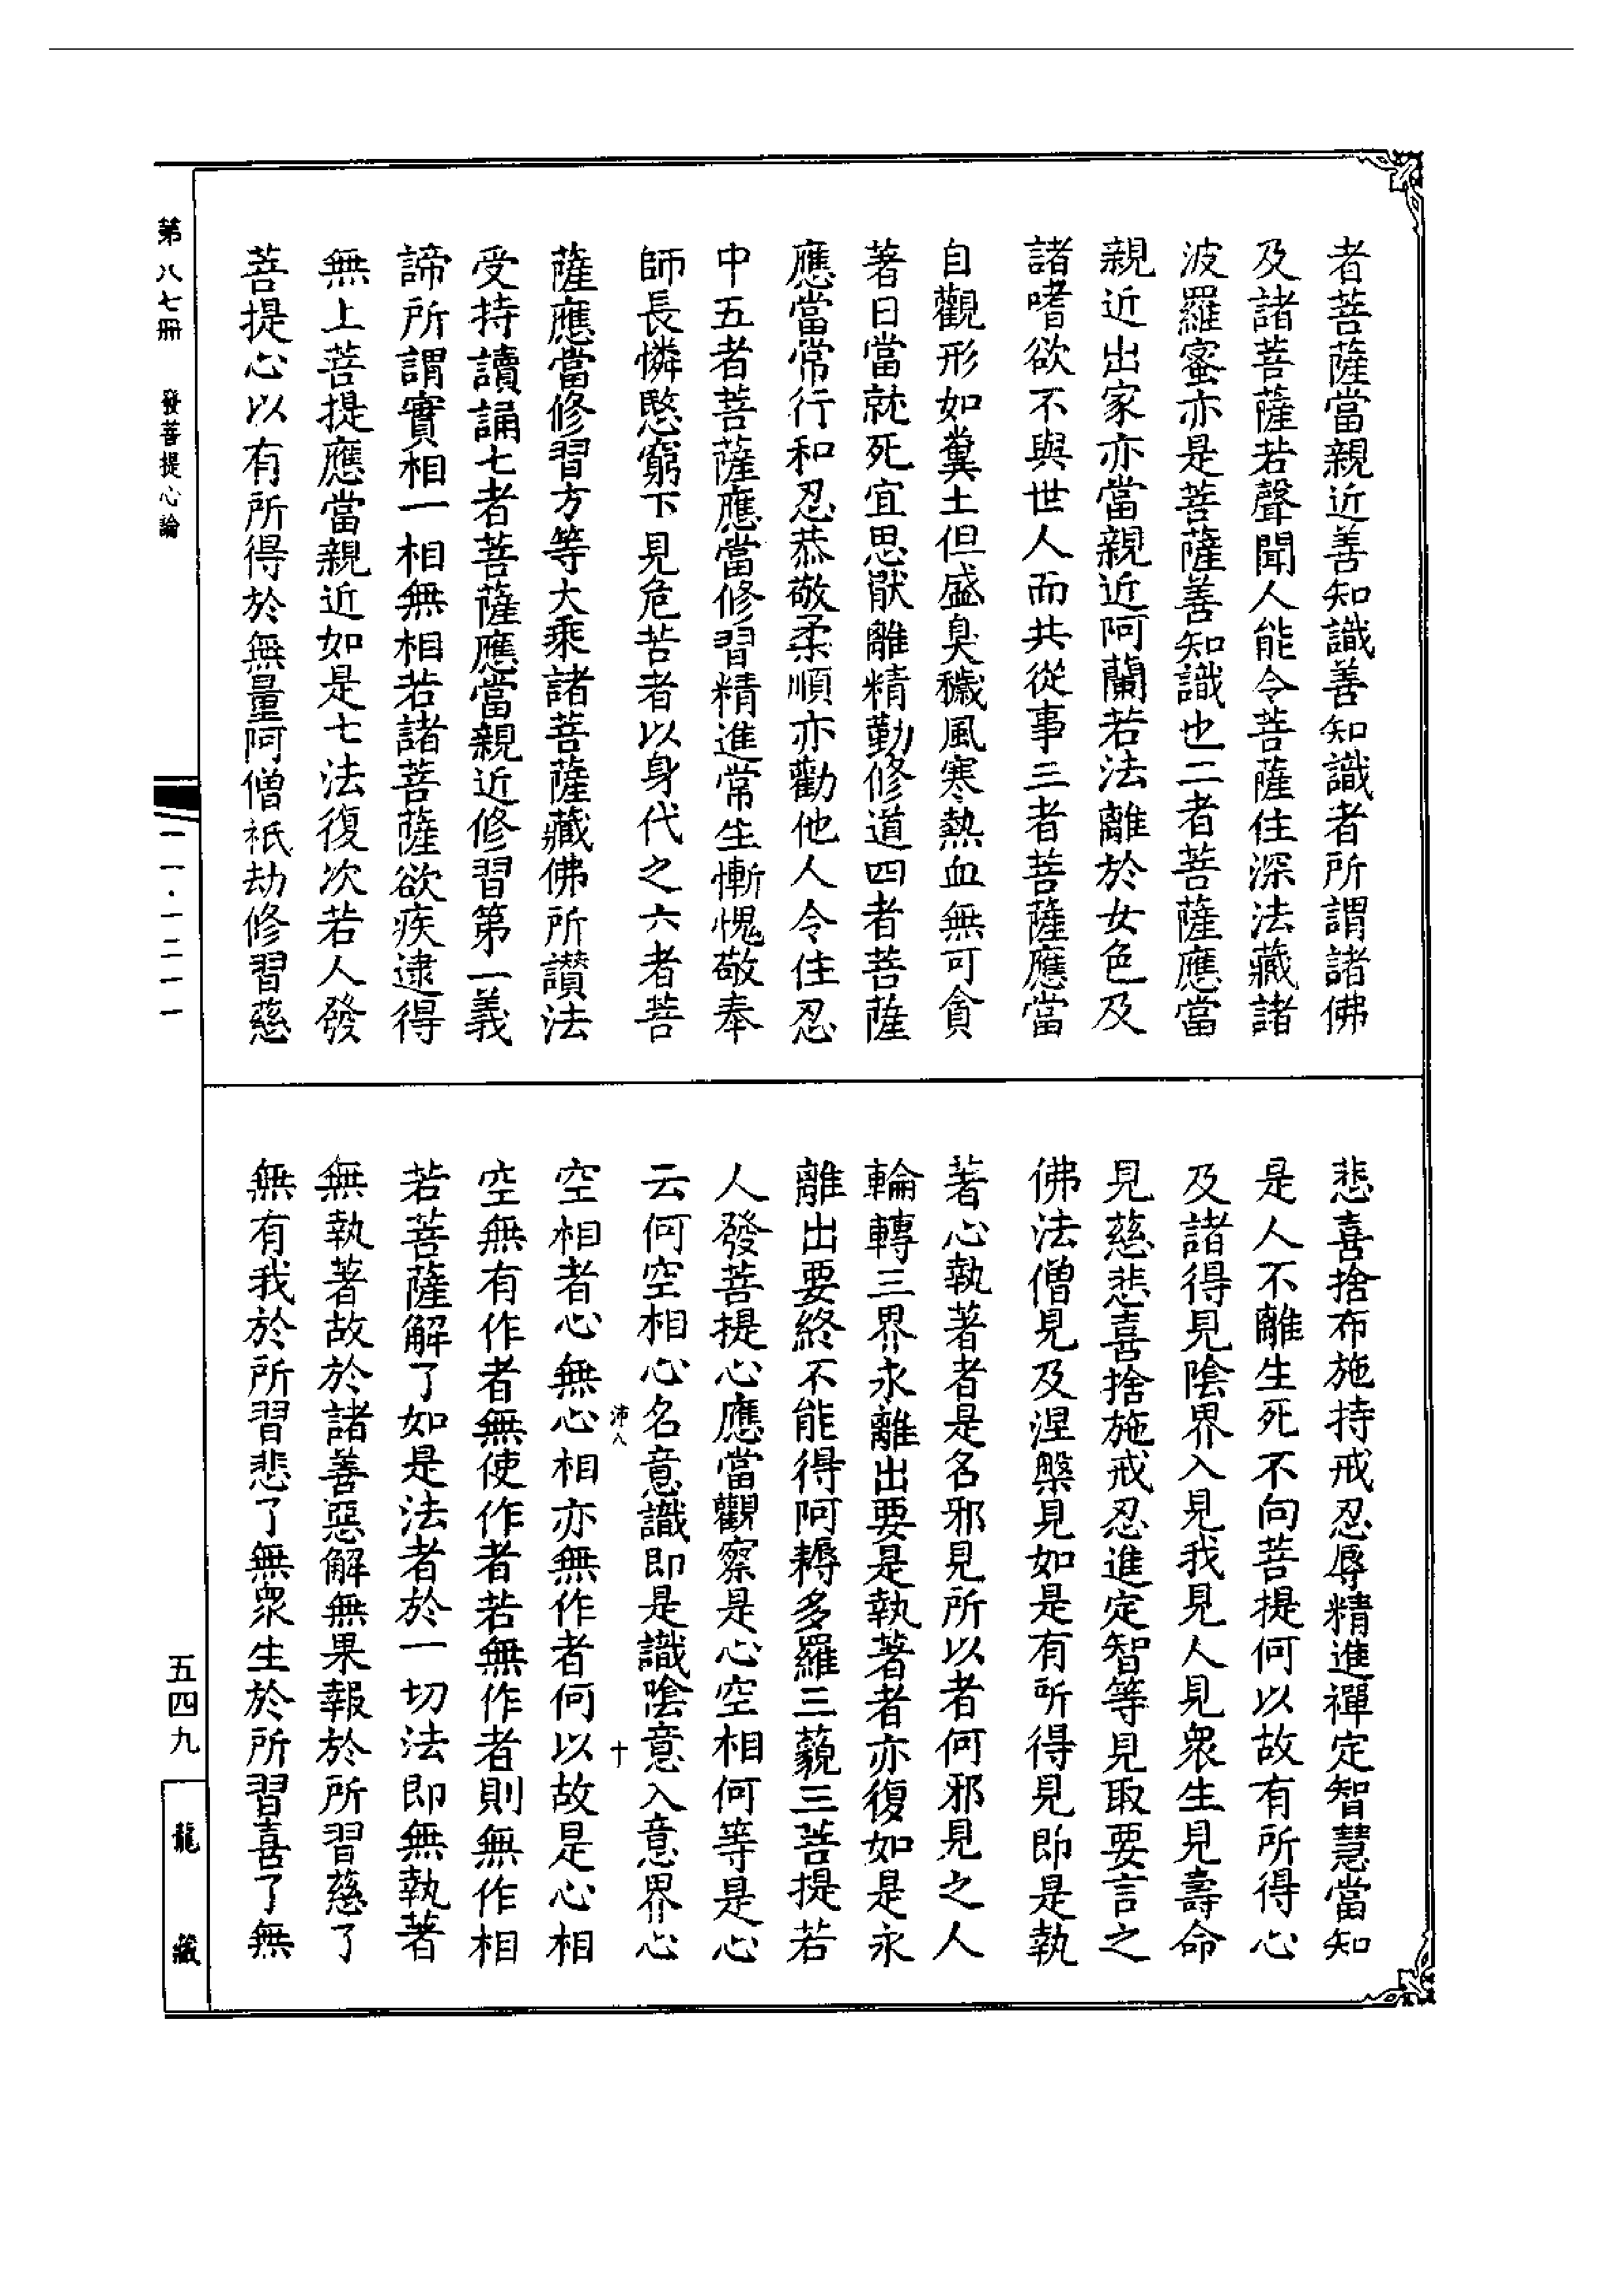 者菩薩當親近善知識善知識者所謂諸佛
及諸菩薩若聲聞人能令菩薩住深法藏諸
波羅蜜亦是菩薩善知識也二者菩薩應當
親近出家亦當親近阿蘭若法離於女色及
諸嗜欲不與世人而共從事三者菩薩應當
自觀形如糞土但盛臭穢風寒熱血無可貪
著日當就死宜思厭離精勤修道四者菩薩
應當常行和忍恭敬柔順亦勸他人令住忍
中五者菩薩應當修習精進常生慚愧敬奉
師長憐愍窮下見危苦者以身代之六者菩
薩應當修習方等大乘諸菩薩藏佛所讚法
受持讀誦七者菩薩應當親近修習第一義
諦所謂實相一相無相若諸菩薩欲疾逮得
無上菩提應當親近如是七法復次若人發
菩提心以有所得於無量阿僧祇劫修習慈
悲喜捨布施持戒忍辱精進禪定智慧當知
是人不離生死不向菩提何以故有所得心
及諸得見陰界入見我見人見眾生見壽命
見慈悲喜捨施戒忍進定智等見取要言之
佛法僧見及涅槃見如是有所得見即是執
著心執著者是名邪見所以者何邪見之人
輪轉三界永離出要是執著者亦復如是永
離出要終不能得阿耨多羅三藐三菩提若
人發菩提心應當觀察是心空相何等是心
云何空相心名意識即是識陰意入意界心
沛八 十
空相者心無心相亦無作者何以故是心相
空無有作者無使作者若無作者則無作相
若菩薩解了如是法者於一切法即無執著
無執著故於諸善惡解無果報於所習慈了
無有我於所習悲了無眾生於所習喜了無
第八七冊 發菩提心論
一一·一二一一
五四九
龍藏